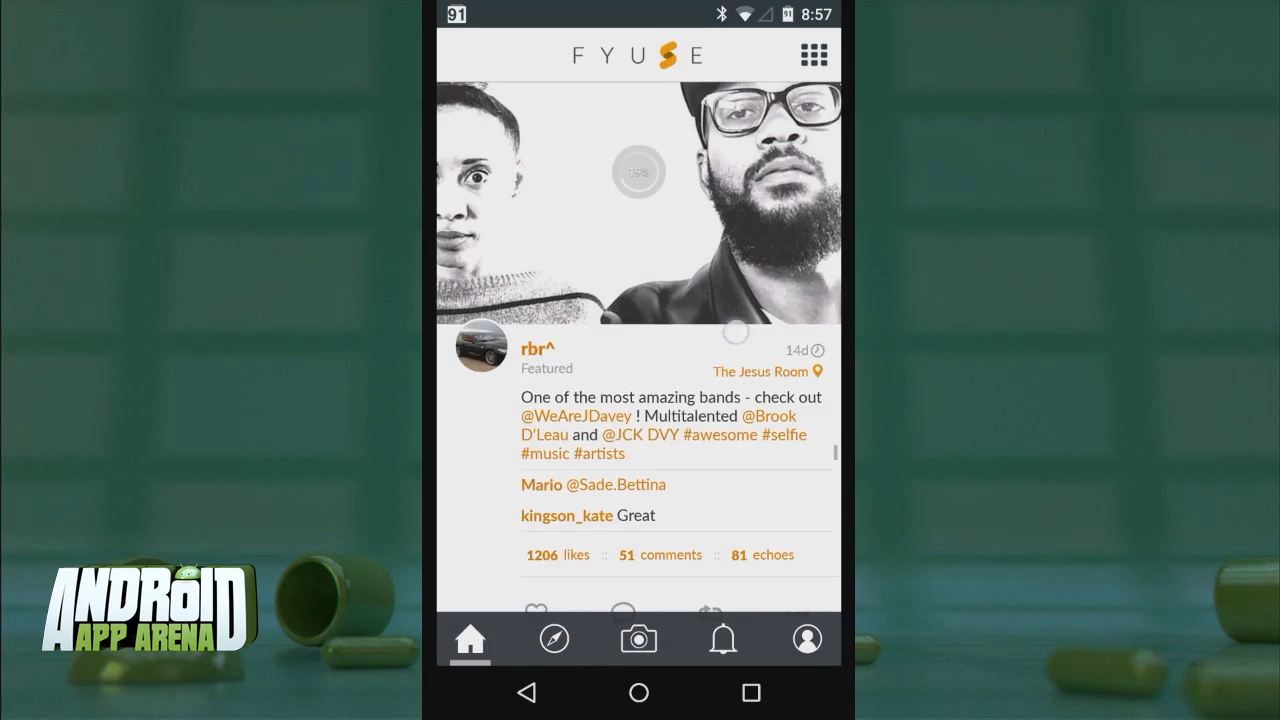 91
91
8:57
FYUSE
19%
rbr^
14d
Featured
The Jesus Room
One of the most amazing bands - check out
@WeAreJDavey ! Multitalented @Brook
D'Leau and @JCK DVY #awesome #selfie
#music #artists
Mario @Sade.Bettina
kingson_kate Great
1206 likes :: 51 comments :: 81 echoes
ANDROID
APP ARENA